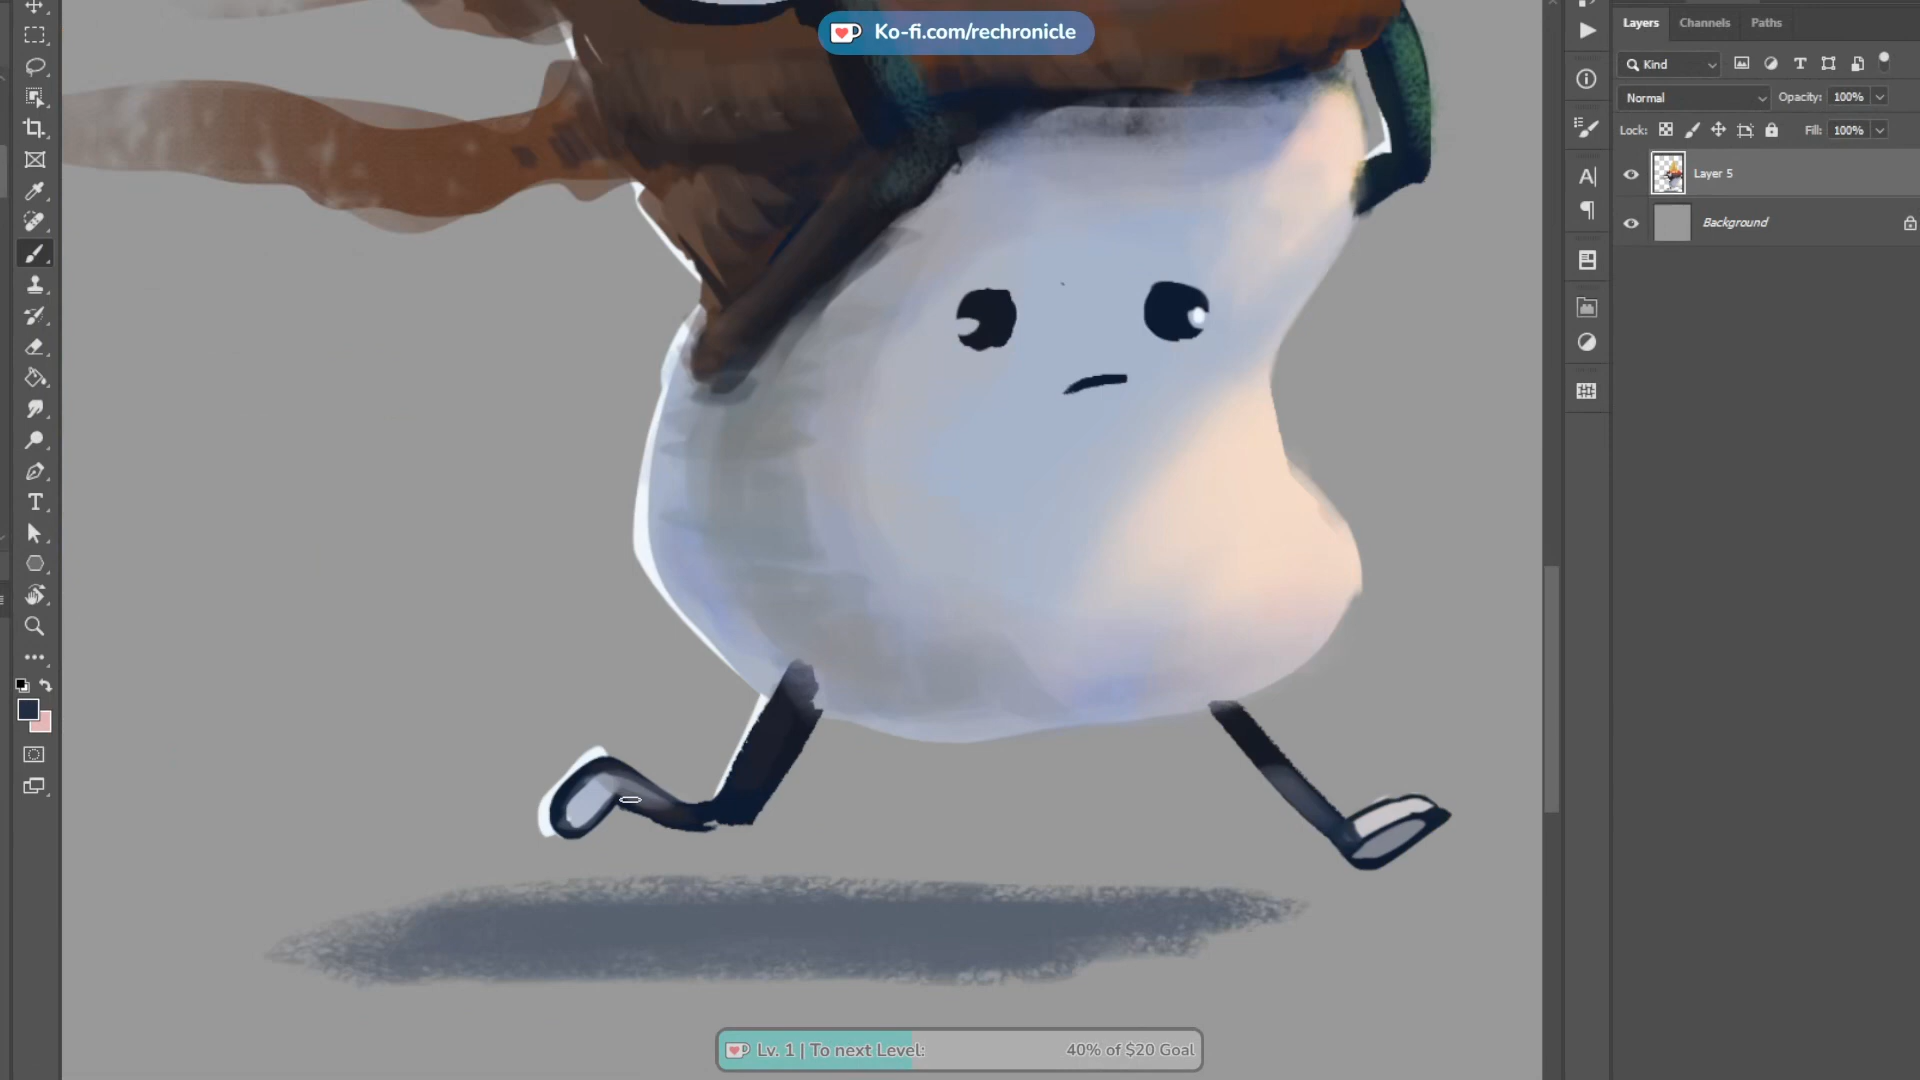 Ko-fi.com/rechronicle
Layers
Channels
Paths
Kind
Normal
Opacity: 100%
Lock:
Fill: 100%
Layer 5
Background
Lv. 1 | To next Level:
40% of $20 Goal